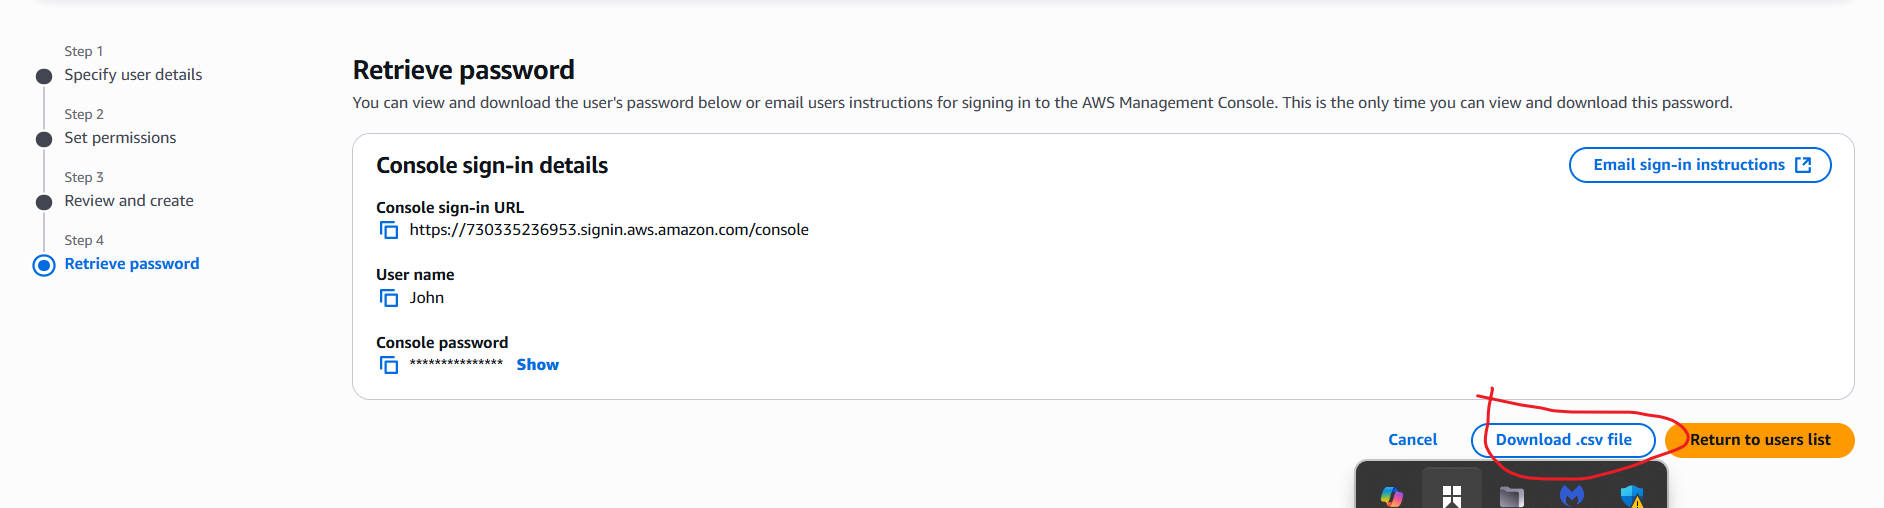 Step 1
Specify user details
Step 2
Set permissions
Step 3
Review and create
Step 4
Retrieve password
Retrieve password
You can view and download the user's password below or email users instructions for signing in to the AWS Management Console. This is the only time you can view and download this password.
Console sign-in details
Email sign-in instructions
Console sign-in URL
https://730335236953.signin.aws.amazon.com/console
User name
John
Console password
*************** Show
Cancel
Download .csv file
Return to users list